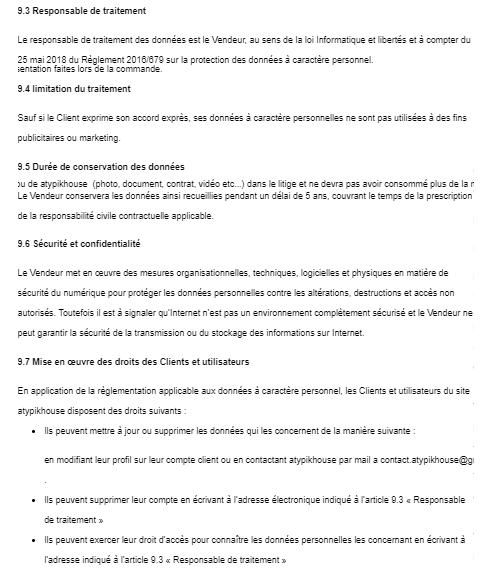 9.3 Responsable de traitement
Le responsable de traitement des données est le Vendeur, au sens de la loi Informatique et libertés et à compter du
25 mai 2018 du Règlement 2016/679 sur la protection des données à caractère personnel.
sentation faites lors de la commande.
9.4 limitation du traitement
Sauf si le Client exprime son accord exprès, ses données à caractère personnelles ne sont pas utilisées à des fins
publicitaires ou marketing.
9.5 Durée de conservation des données
ou de atypikhouse (photo, document, contrat, vidéo etc...) dans le litige et ne devra pas avoir consommé plus de la
Le Vendeur conservera les données ainsi recueillies pendant un délai de 5 ans, couvrant le temps de la prescription
de la responsabilité civile contractuelle applicable.
9.6 Sécurité et confidentialité
Le Vendeur met en œuvre des mesures organisationnelles, techniques, logicielles et physiques en matière de
sécurité du numérique pour protéger les données personnelles contre les altérations, destructions et accès non
autorisés. Toutefois il est à signaler qu'Internet n'est pas un environnement complètement sécurisé et le Vendeur ne
peut garantir la sécurité de la transmission ou du stockage des informations sur Internet.
9.7 Mise en œuvre des droits des Clients et utilisateurs
En application de la règlementation applicable aux données à caractère personnel, les Clients et utilisateurs du site
atypikhouse disposent des droits suivants :
• Ils peuvent mettre à jour ou supprimer les données qui les concernent de la manière suivante :
en modifiant leur profil sur leur compte client ou en contactant atypikhouse par mail a contact.atypikhouse@g
.
• Ils peuvent supprimer leur compte en écrivant à l'adresse électronique indiqué à l'article 9.3 « Responsable
de traitement »
• Ils peuvent exercer leur droit d'accès pour connaître les données personnelles les concernant en écrivant à
l'adresse indiqué à l'article 9.3 « Responsable de traitement »